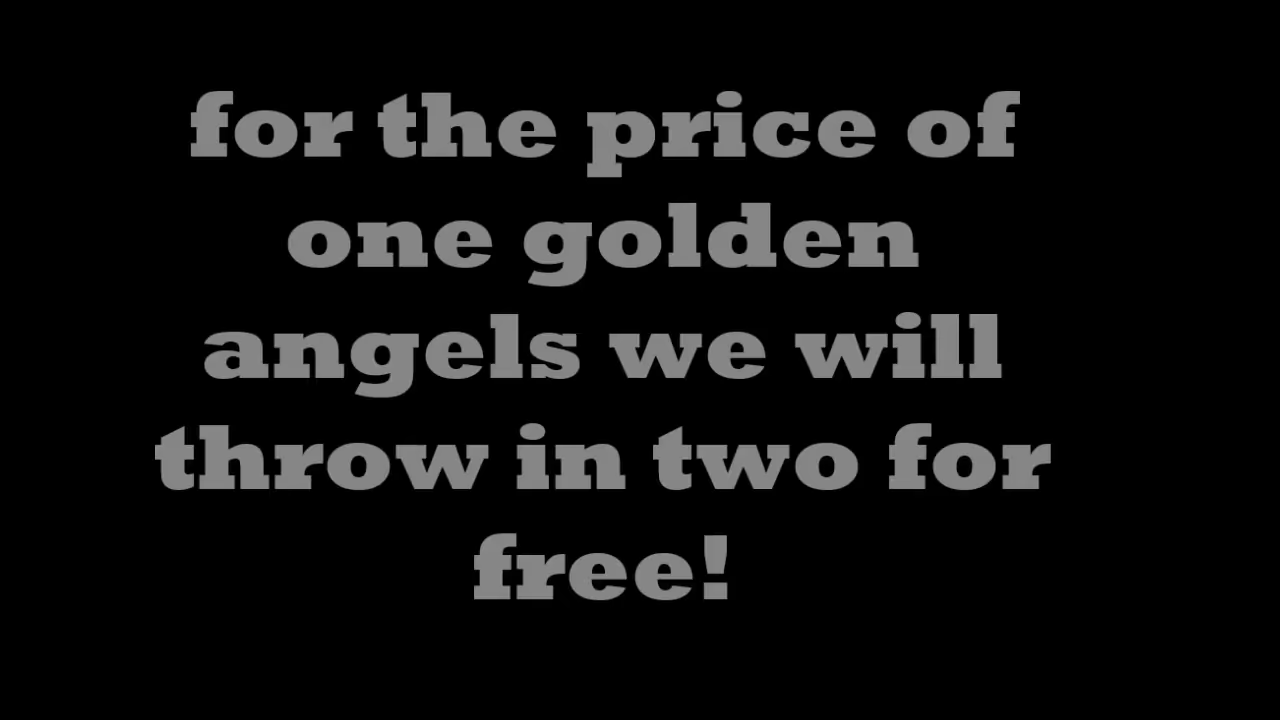 for the price of
one golden
angels we will
throw in two for
free!